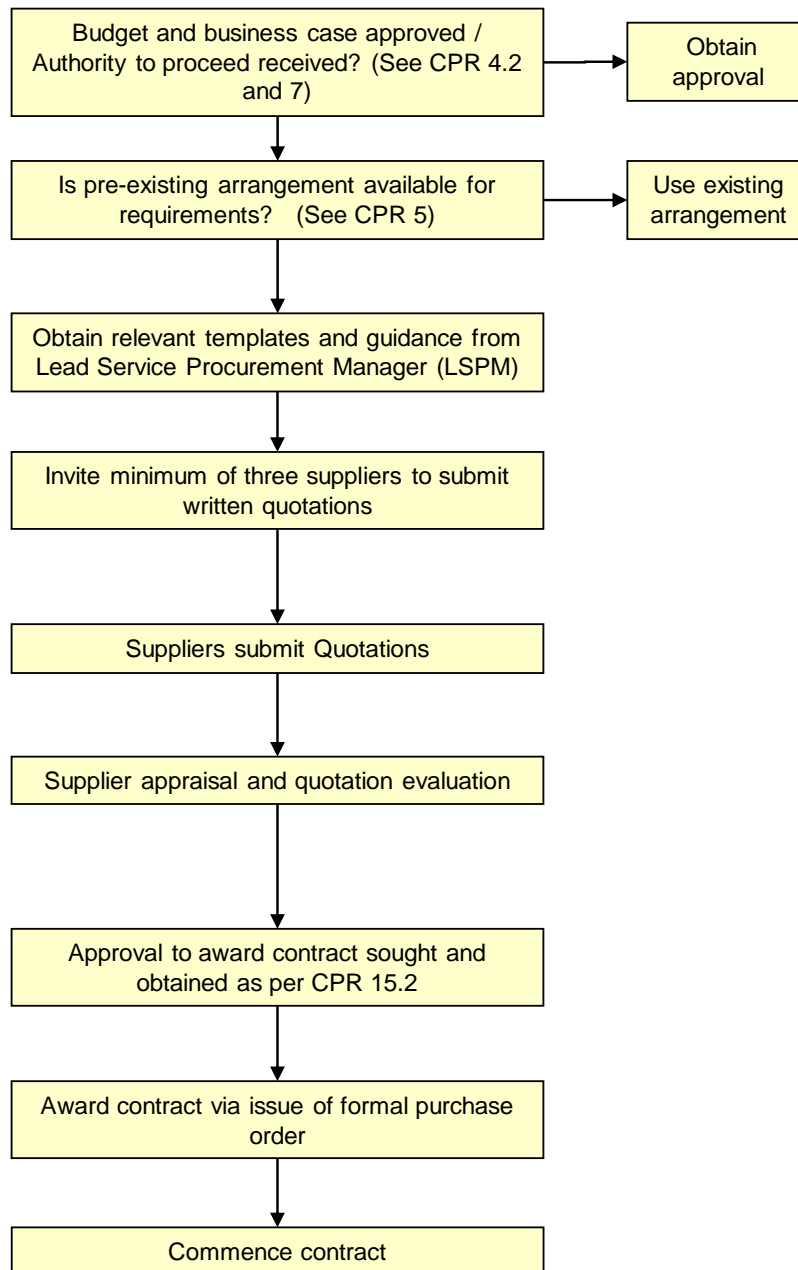 Budget and business case approved /
Authority to proceed received? (See CPR 4.2
and 7)
Obtain
approval
Is pre-existing arrangement available for
requirements? (See CPR 5)
Use existing
arrangement
Obtain relevant templates and guidance from
Lead Service Procurement Manager (LSPM)
Invite minimum of three suppliers to submit
written quotations
Suppliers submit Quotations
Supplier appraisal and quotation evaluation
Approval to award contract sought and
obtained as per CPR 15.2
Award contract via issue of formal purchase
order
Commence contract